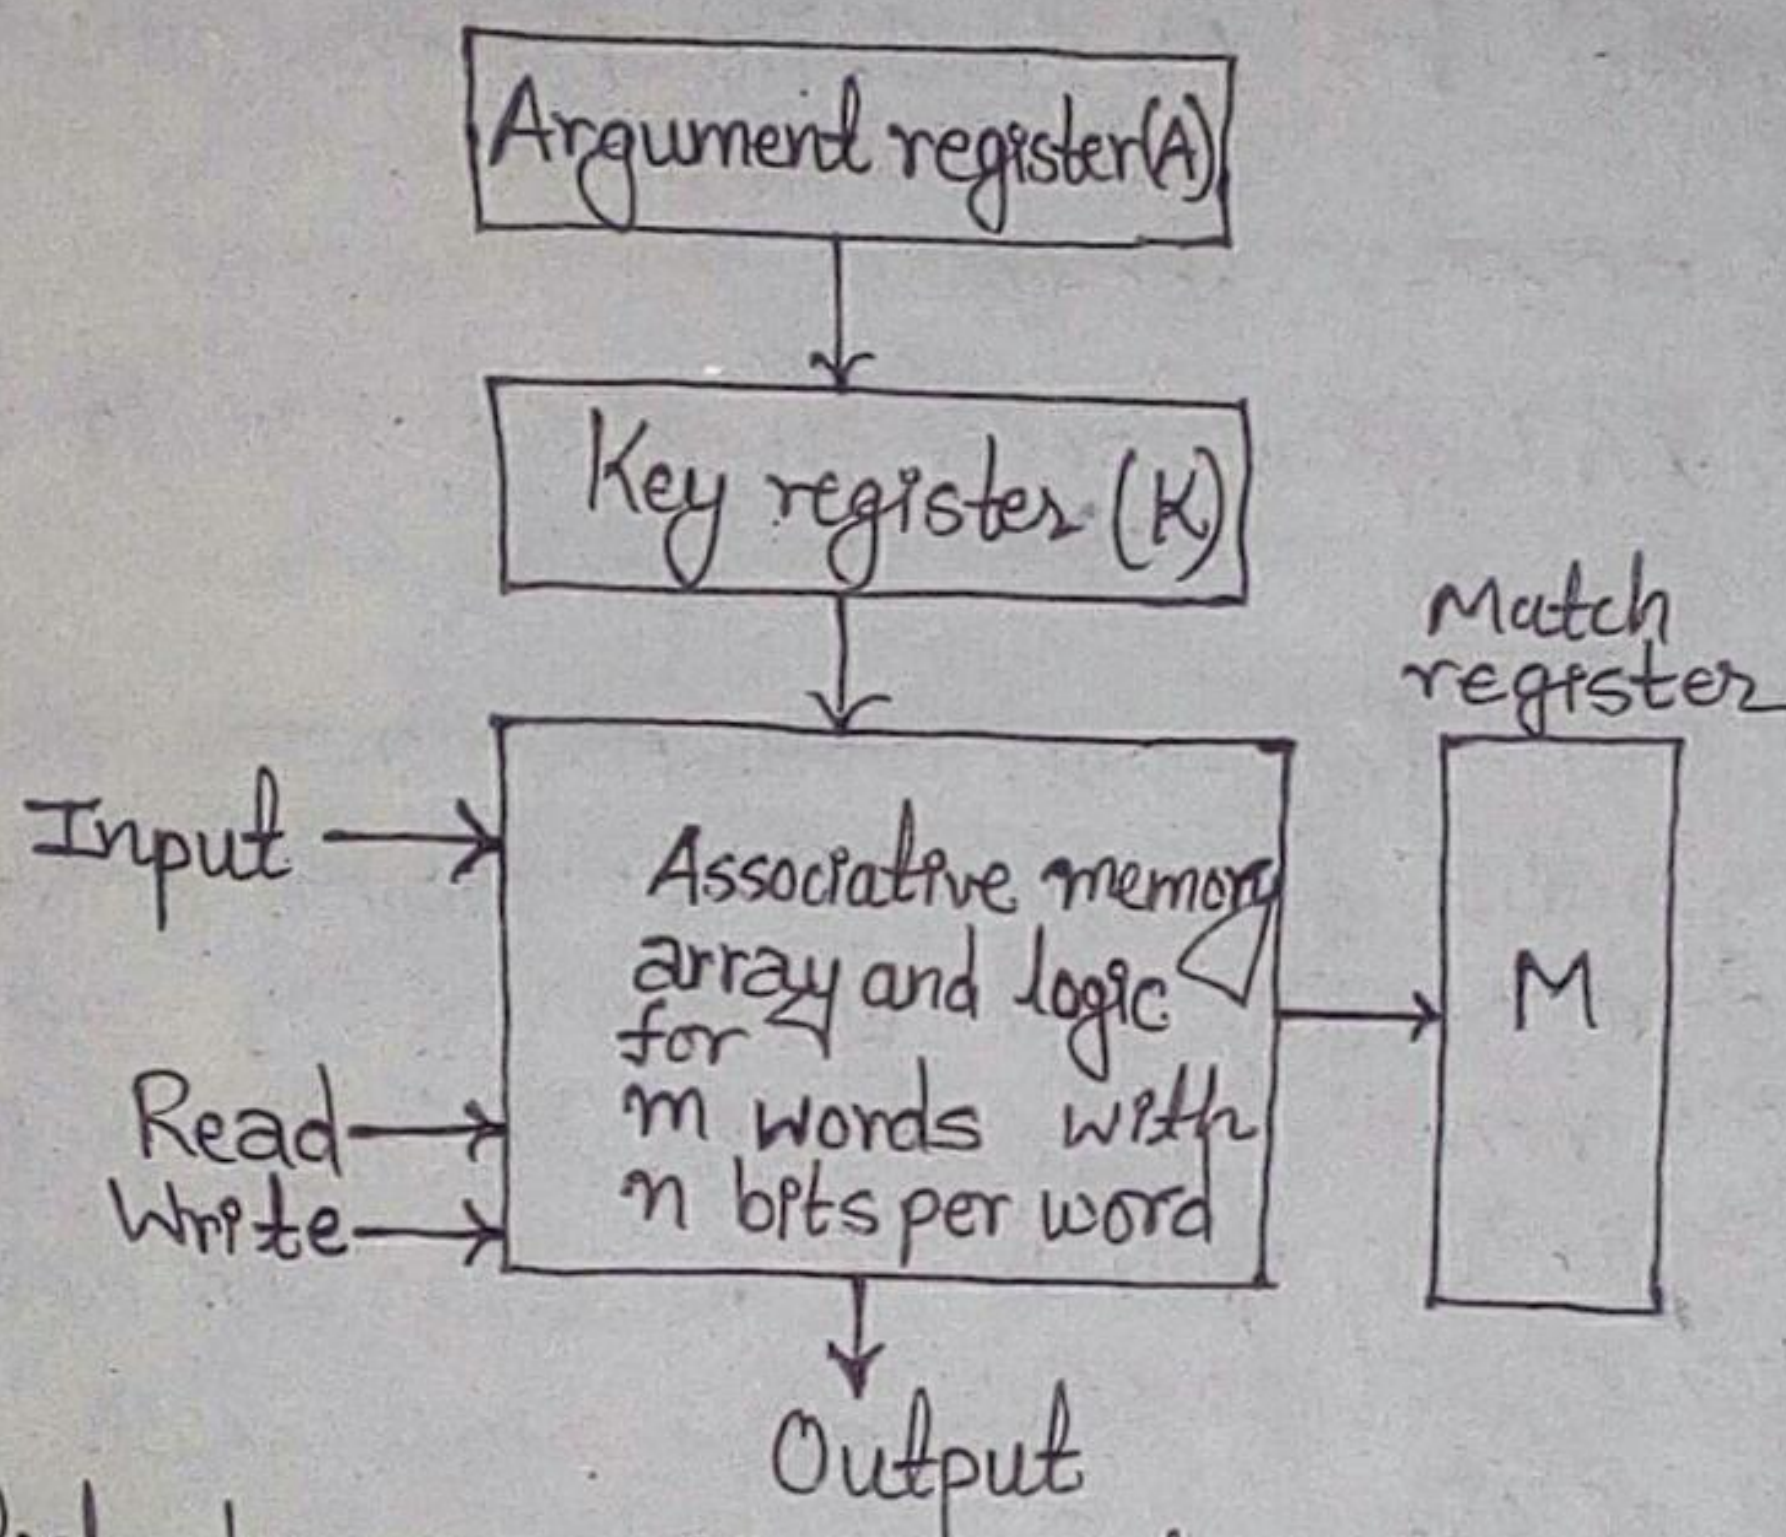 Argument register(A)
Key register (K)
Match
register
Input
Associative memory
array and logic
for
M
Read
m words with
Write
n bits per word
Output